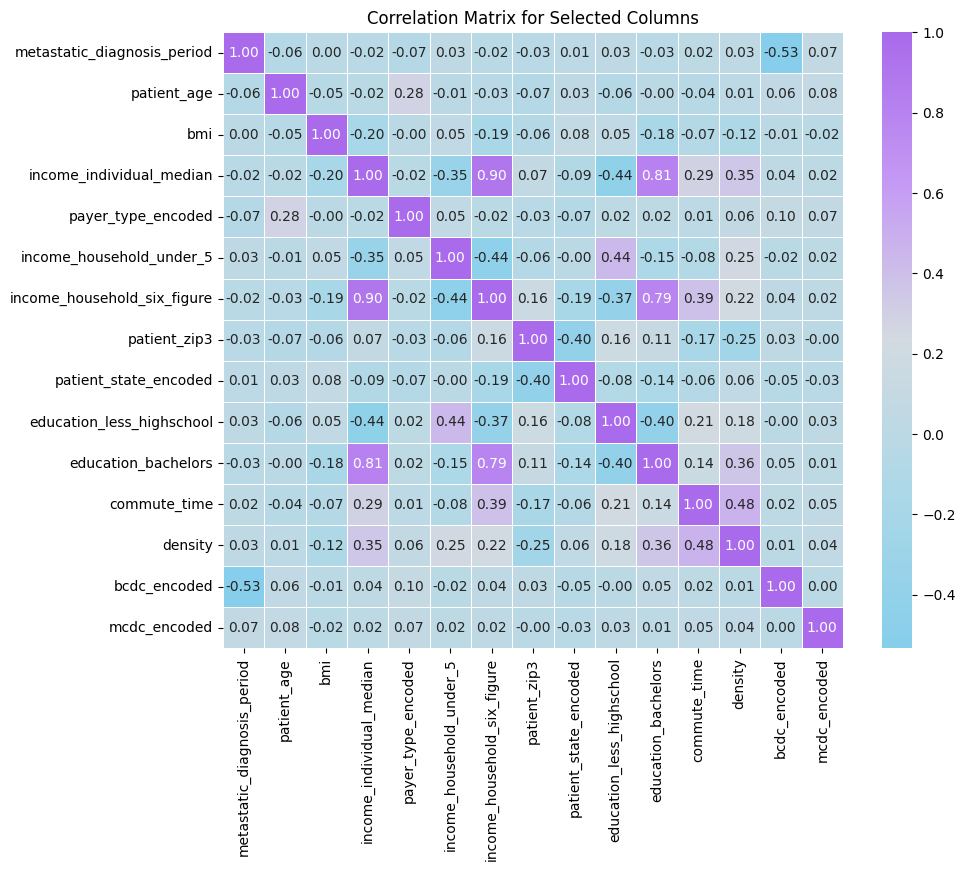 Correlation Matrix for Selected Columns
metastatic_diagnosis_period 1.00 -0.06 0.00 -0.02 -0.07 0.03 -0.02 -0.03 0.01 0.03 -0.03 0.02 0.03 -0.53 0.07
patient_age -0.06 1.00 -0.05 -0.02 0.28 -0.01 -0.03 -0.07 0.03 -0.06 -0.00 -0.04 0.01 0.06 0.08
bmi 0.00 -0.05 1.00 -0.20 -0.00 0.05 -0.19 -0.06 0.08 0.05 -0.18 -0.07 -0.12 -0.01 -0.02
income_individual_median -0.02 -0.02 -0.20 1.00 -0.02 -0.35 0.90 0.07 -0.09 -0.44 0.81 0.29 0.35 0.04 0.02
payer_type_encoded -0.07 0.28 -0.00 -0.02 1.00 0.05 -0.02 -0.03 -0.07 0.02 0.02 0.01 0.06 0.10 0.07
income_household_under_5 0.03 -0.01 0.05 -0.35 0.05 1.00 -0.44 -0.06 -0.00 0.44 -0.15 -0.08 0.25 -0.02 0.02
income_household_six_figure -0.02 -0.03 -0.19 0.90 -0.02 -0.44 1.00 0.16 -0.19 -0.37 0.79 0.39 0.22 0.04 0.02
patient_zip3 -0.03 -0.07 -0.06 0.07 -0.03 -0.06 0.16 1.00 -0.40 0.16 0.11 -0.17 -0.25 0.03 -0.00
patient_state_encoded 0.01 0.03 0.08 -0.09 -0.07 -0.00 -0.19 -0.40 1.00 -0.08 -0.14 -0.06 0.06 -0.05 -0.03
education_less_highschool 0.03 -0.06 0.05 -0.44 0.02 0.44 -0.37 0.16 -0.08 1.00 -0.40 0.21 0.18 -0.00 0.03
education_bachelors -0.03 -0.00 -0.18 0.81 0.02 -0.15 0.79 0.11 -0.14 -0.40 1.00 0.14 0.36 0.05 0.01
commute_time 0.02 -0.04 -0.07 0.29 0.01 -0.08 0.39 -0.17 -0.06 0.21 0.14 1.00 0.48 0.02 0.05
density 0.03 0.01 -0.12 0.35 0.06 0.25 0.22 -0.25 0.06 0.18 0.36 0.48 1.00 0.01 0.04
bcdc_encoded -0.53 0.06 -0.01 0.04 0.10 -0.02 0.04 0.03 -0.05 -0.00 0.05 0.02 0.01 1.00 0.00
mcdc_encoded 0.07 0.08 -0.02 0.02 0.07 0.02 0.02 -0.00 -0.03 0.03 0.01 0.05 0.04 0.00 1.00
metastatic_diagnosis_period
patient_age
bmi
income_individual_median
payer_type_encoded
income_household_under_5
income_household_six_figure
patient_zip3
patient_state_encoded
education_less_highschool
education_bachelors
commute_time
density
bcdc_encoded
mcdc_encoded
1.0
0.8
0.6
0.4
0.2
0.0
−0.2
−0.4